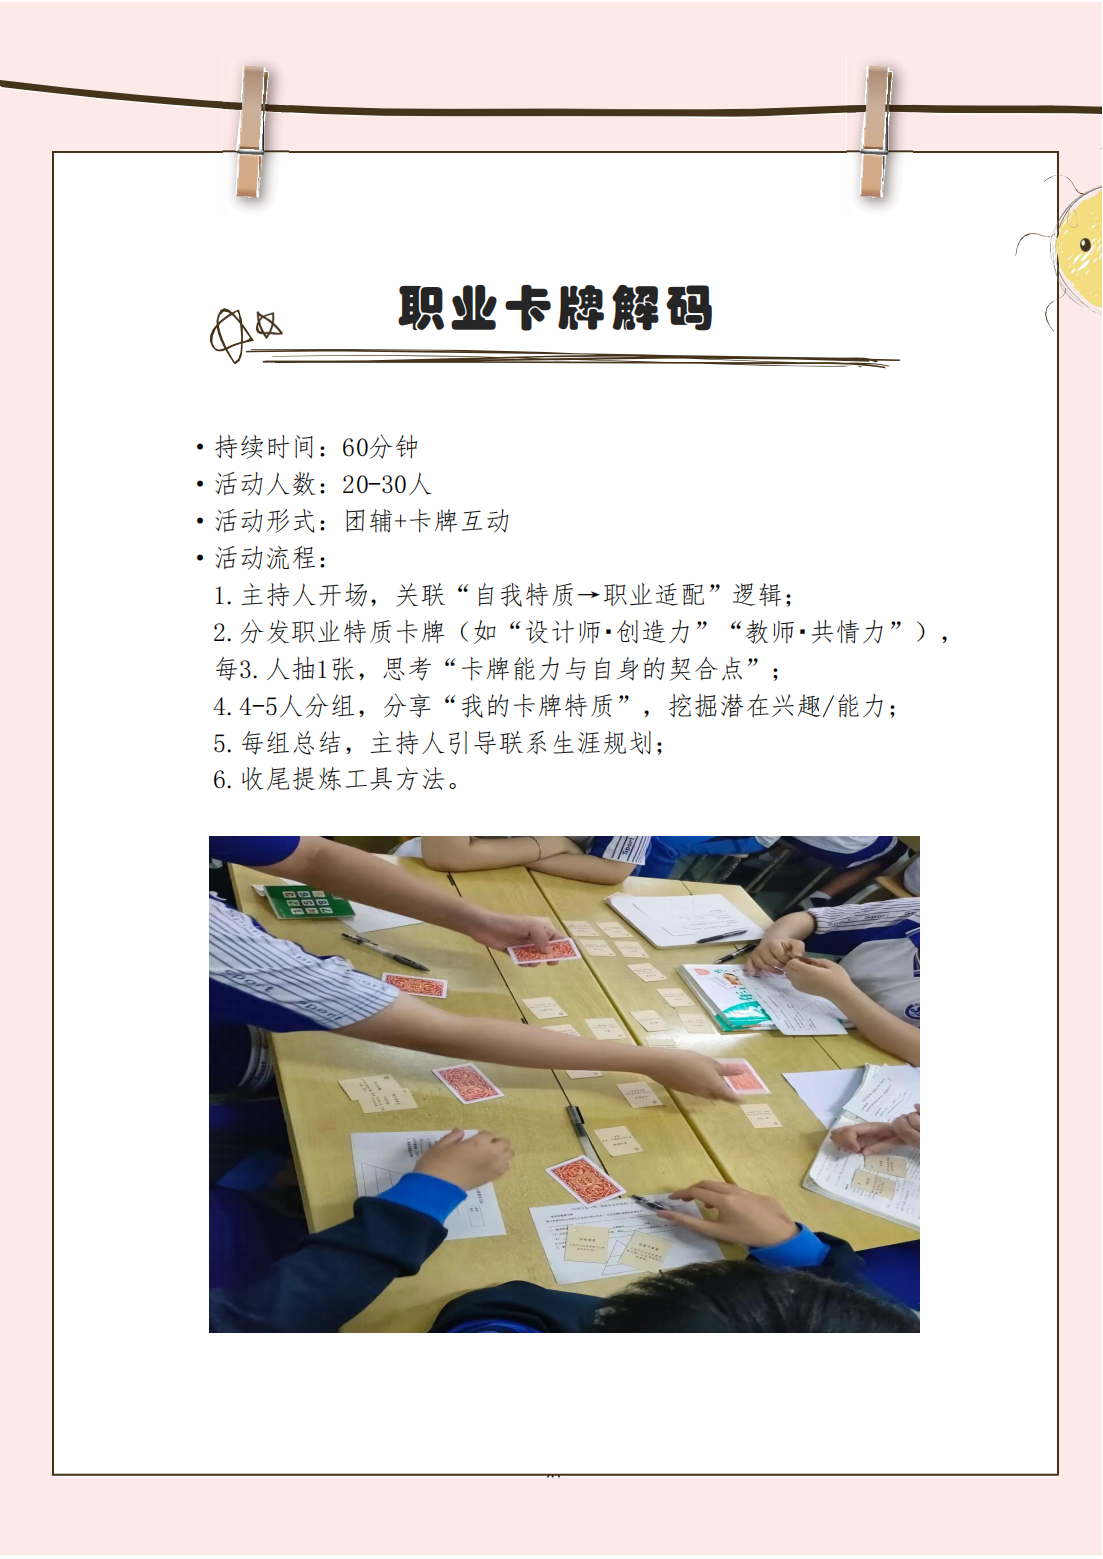 职业卡牌解码
• 持续时间：60分钟
• 活动人数：20-30人
• 活动形式：团辅+卡牌互动
• 活动流程：
1.主持人开场，关联“自我特质→职业适配”逻辑；
2.分发职业特质卡牌（如“设计师·创造力”“教师·共情力”），
每3.人抽1张，思考“卡牌能力与自身的契合点”；
4.4-5人分组，分享“我的卡牌特质”，挖掘潜在兴趣/能力；
5.每组总结，主持人引导联系生涯规划；
6.收尾提炼工具方法。
Sport
sport
sport